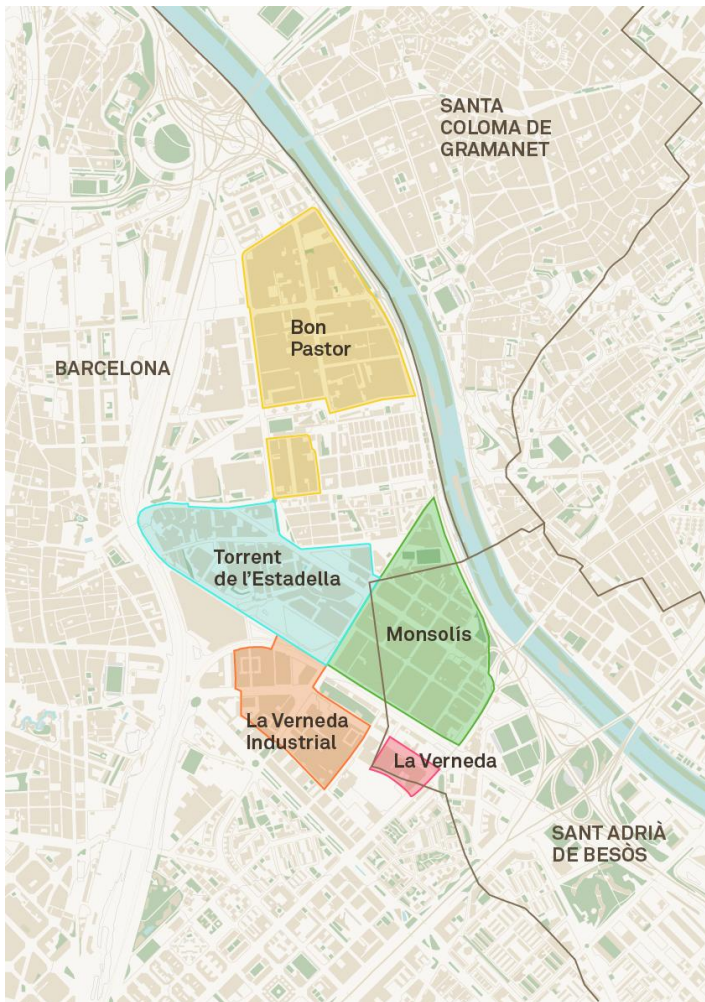 SANTA
COLOMA DE
GRAMANET
Bon
Pastor
BARCELONA
Torrent
de l'Estadella
Monsolís
La Verneda
Industrial
La Verneda
SANT ADRIÀ
DE BESÒS